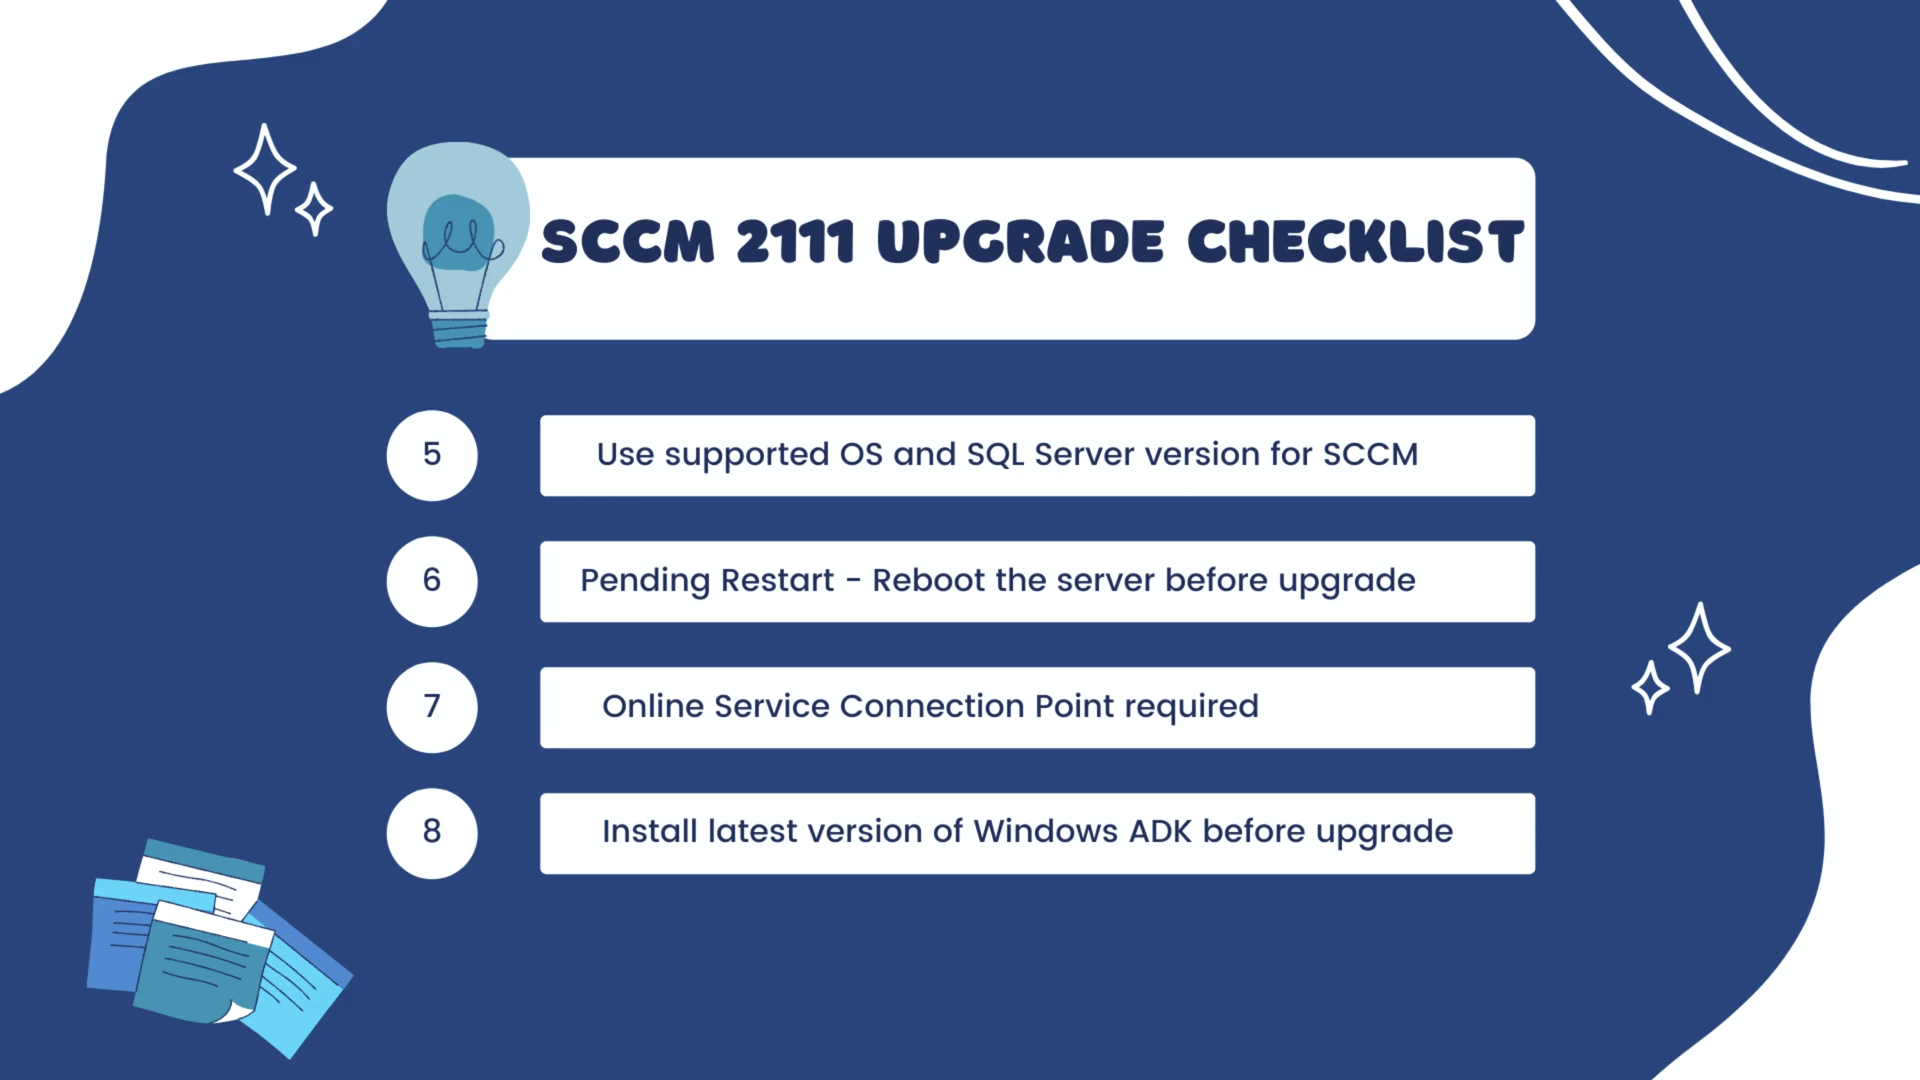 SCCM 2111 UPGRADE CHECKLIST
5 Use supported OS and SQL Server version for SCCM
6 Pending Restart - Reboot the server before upgrade
7 Online Service Connection Point required
8 Install latest version of Windows ADK before upgrade